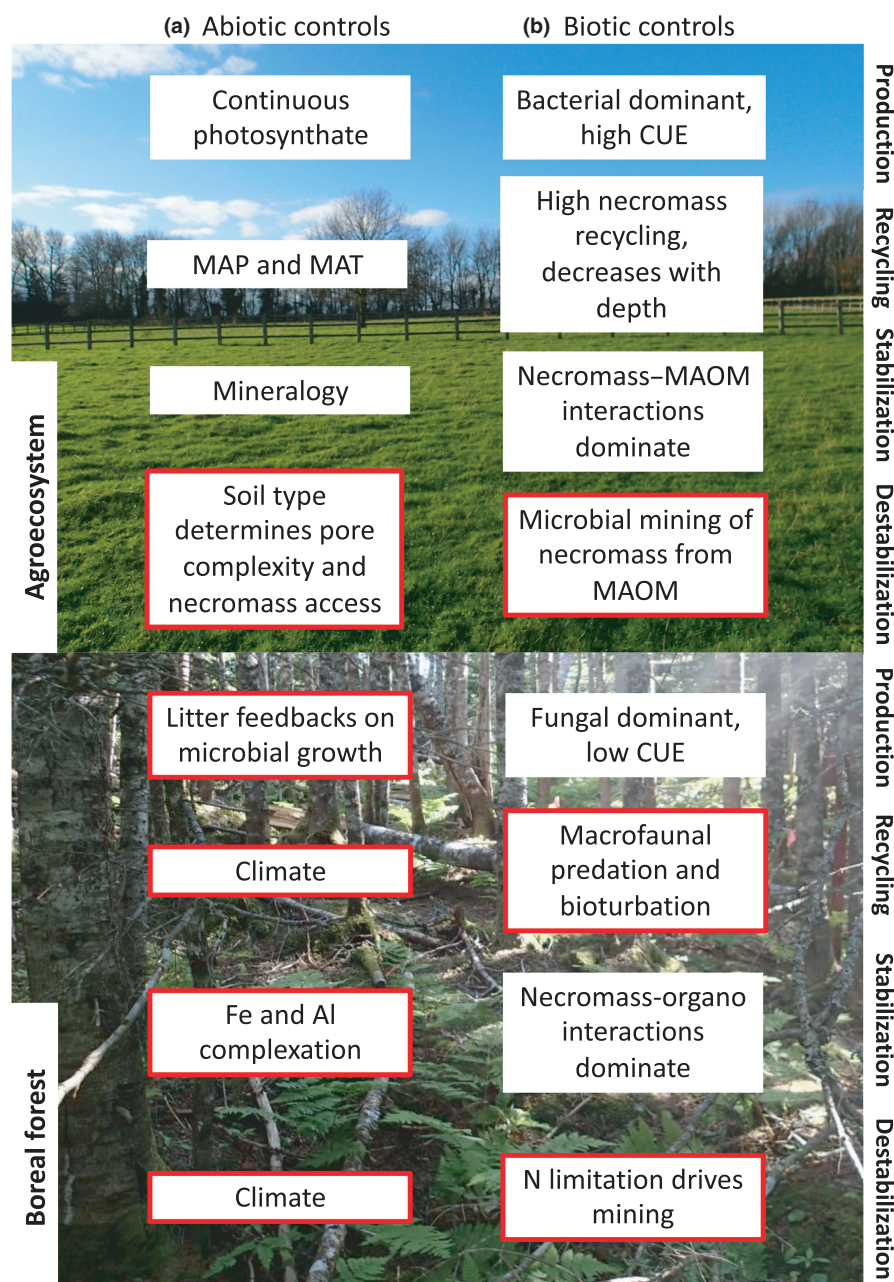 (a) Abiotic controls
(b) Biotic controls
Agroecosystem
Continuous
photosynthate
Bacterial dominant,
high CUE
Production
MAP and MAT
High necromass
recycling,
decreases with
depth
Recycling
Mineralogy
Necromass–MAOM
interactions
dominate
Stabilization
Soil type
determines pore
complexity and
necromass access
Microbial mining of
necromass from
MAOM
Destabilization
Boreal forest
Litter feedbacks on
microbial growth
Fungal dominant,
low CUE
Production
Climate
Macrofaunal
predation and
bioturbation
Recycling
Fe and Al
complexation
Necromass-organo
interactions
dominate
Stabilization
Climate
N limitation drives
mining
Destabilization